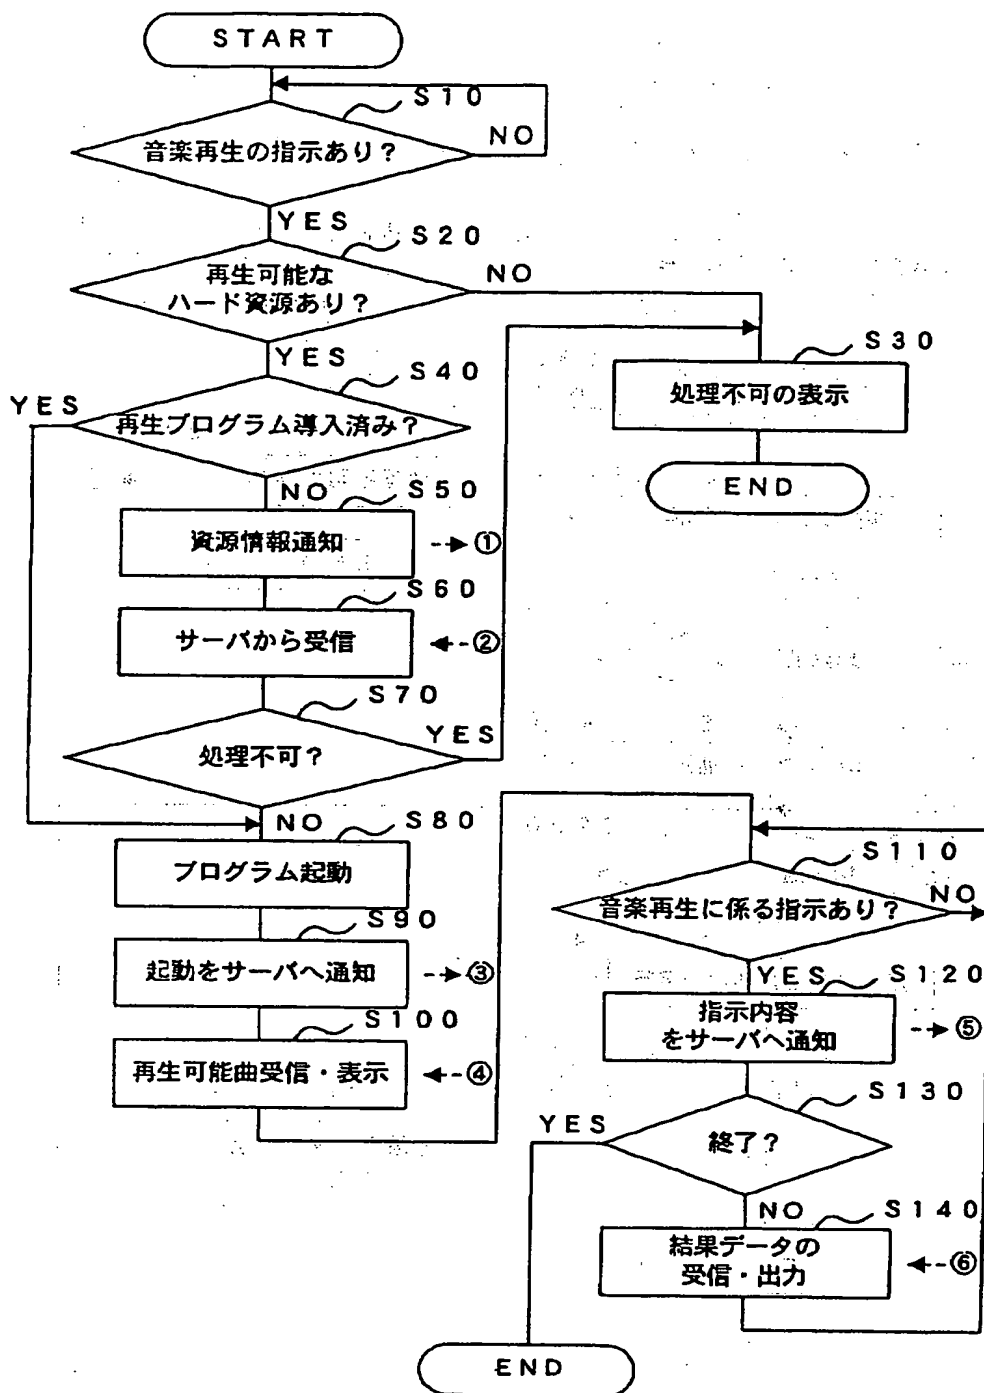 START
S10
音楽再生の指示あり?
NO
YES
S20
再生可能な
ハード資源あり?
NO
YES
S30
処理不可の表示
END
S40
再生プログラム導入済み?
YES
NO
S50
資源情報通知
①
S60
サーバから受信
②
S70
処理不可?
YES
NO
S80
プログラム起動
S90
起動をサーバへ通知
③
S100
再生可能曲受信・表示
④
S110
音楽再生に係る指示あり?
NO
YES
S120
指示内容
をサーバへ通知
⑤
S130
終了?
YES
NO
S140
結果データの
受信・出力
⑥
END